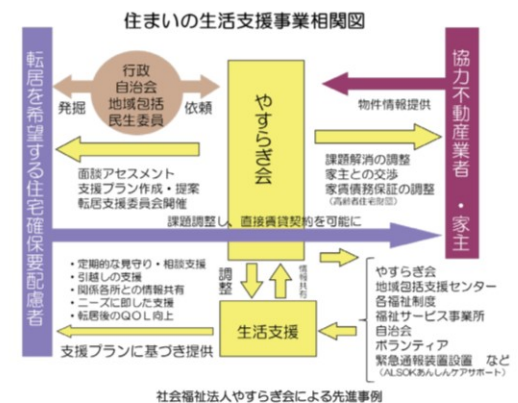 住まいの生活支援事業相関図
転居を希望する住宅確保要配慮者
行政
自治会
地域包括
民生委員
発掘
依頼
やすらぎ会
協力不動産業者・家主
物件情報提供
面談アセスメント
支援プラン作成・提案
転居支援委員会開催
課題解消の調整
家主との交渉
家賃債務保証の調整
(高齢者住宅財団)
課題調整し、直接賃貸契約を可能に
・定期的な見守り・相談支援
・引越しの支援
・関係各所との情報共有
・ニーズに即した支援
・転居後のQOL向上
調整
情報共有
生活支援
支援プランに基づき提供
やすらぎ会
地域包括支援センター
各福祉制度
福祉サービス事業所
自治会
ボランティア
緊急通報装置設置 など
(ALSOKあんしんケアサポート)
社会福祉法人やすらぎ会による先進事例